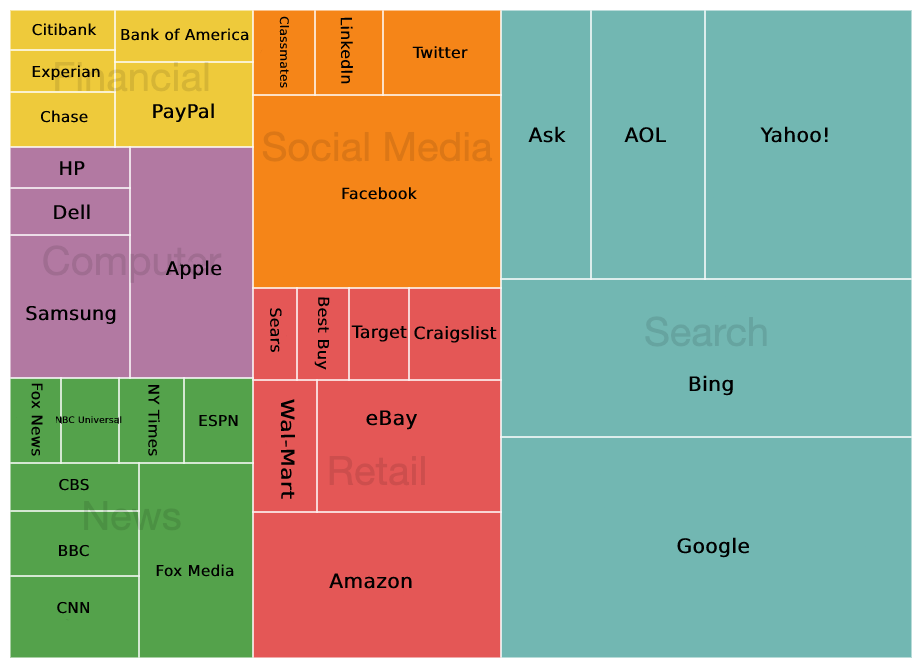 Citibank
Bank of America
Experian
Financial
Chase
PayPal
HP
Dell
Computer
Apple
Samsung
Fox News
NBC Universal
NY Times
ESPN
CBS
News
BBC
Fox Media
CNN
Classmates
LinkedIn
Twitter
Social Media
Facebook
Sears
Best Buy
Target
Craigslist
Wal-Mart
eBay
Retail
Amazon
Ask
AOL
Yahoo!
Search
Bing
Google